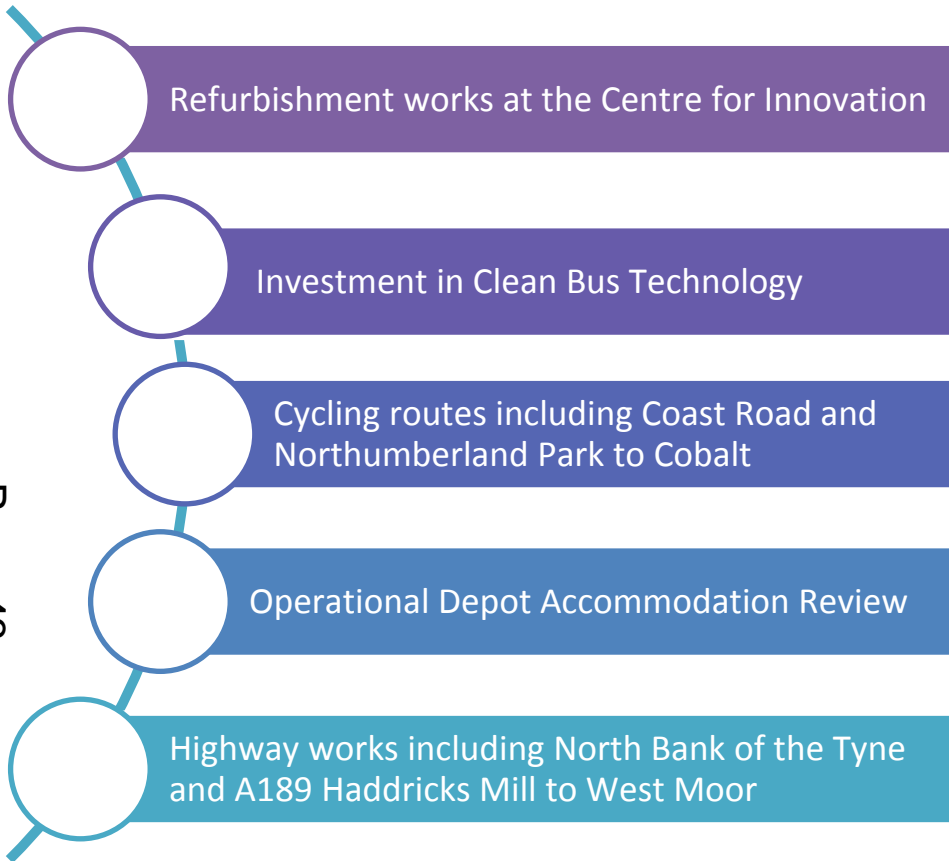 Refurbishment works at the Centre for Innovation
Investment in Clean Bus Technology
Cycling routes including Coast Road and
Northumberland Park to Cobalt
Operational Depot Accommodation Review
Highway works including North Bank of the Tyne
and A189 Haddricks Mill to West Moor